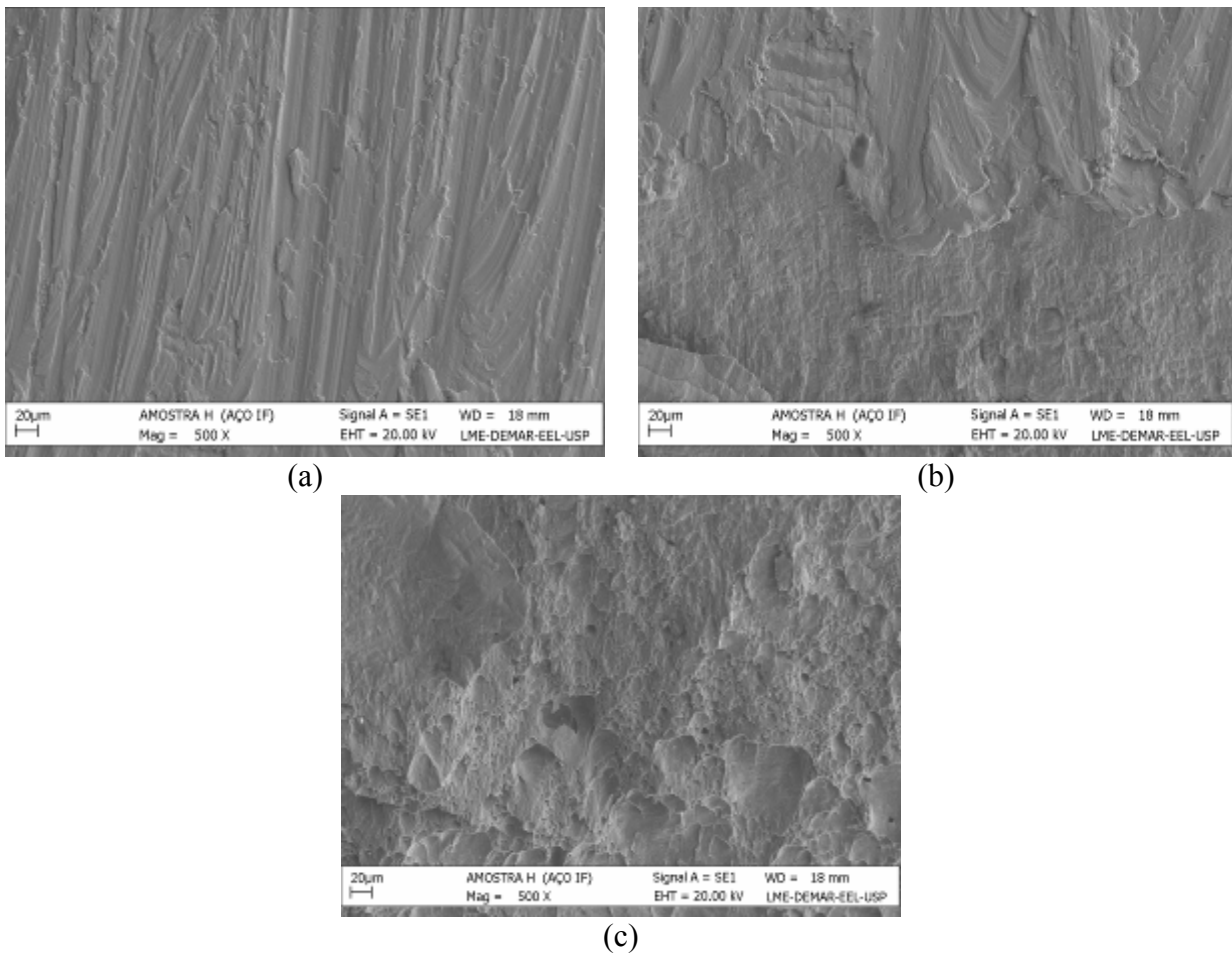 20µm AMOSTRA H (AÇO IF) Signal A = SE1 WD = 18 mm
Mag = 500 X EHT = 20.00 kV LME-DEMAR-EEL-USP
(a)
20µm AMOSTRA H (AÇO IF) Signal A = SE1 WD = 18 mm
Mag = 500 X EHT = 20.00 kV LME-DEMAR-EEL-USP
(b)
20µm AMOSTRA H (AÇO IF) Signal A = SE1 WD = 18 mm
Mag = 500 X EHT = 20.00 kV LME-DEMAR-EEL-USP
(c)